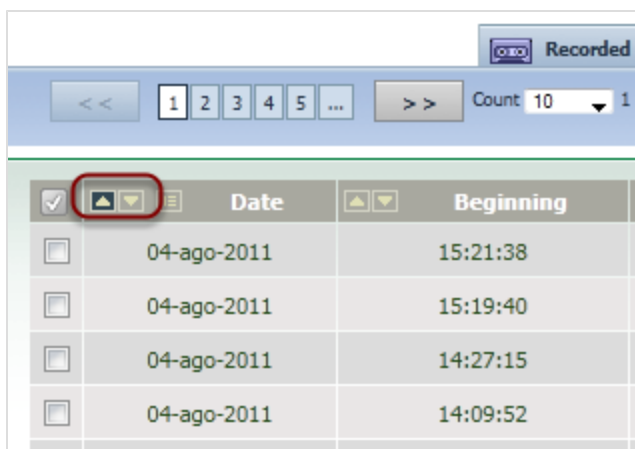 Recorded
<< 1 2 3 4 5 ... >> Count 10 1
Date Beginning
04-ago-2011 15:21:38
04-ago-2011 15:19:40
04-ago-2011 14:27:15
04-ago-2011 14:09:52